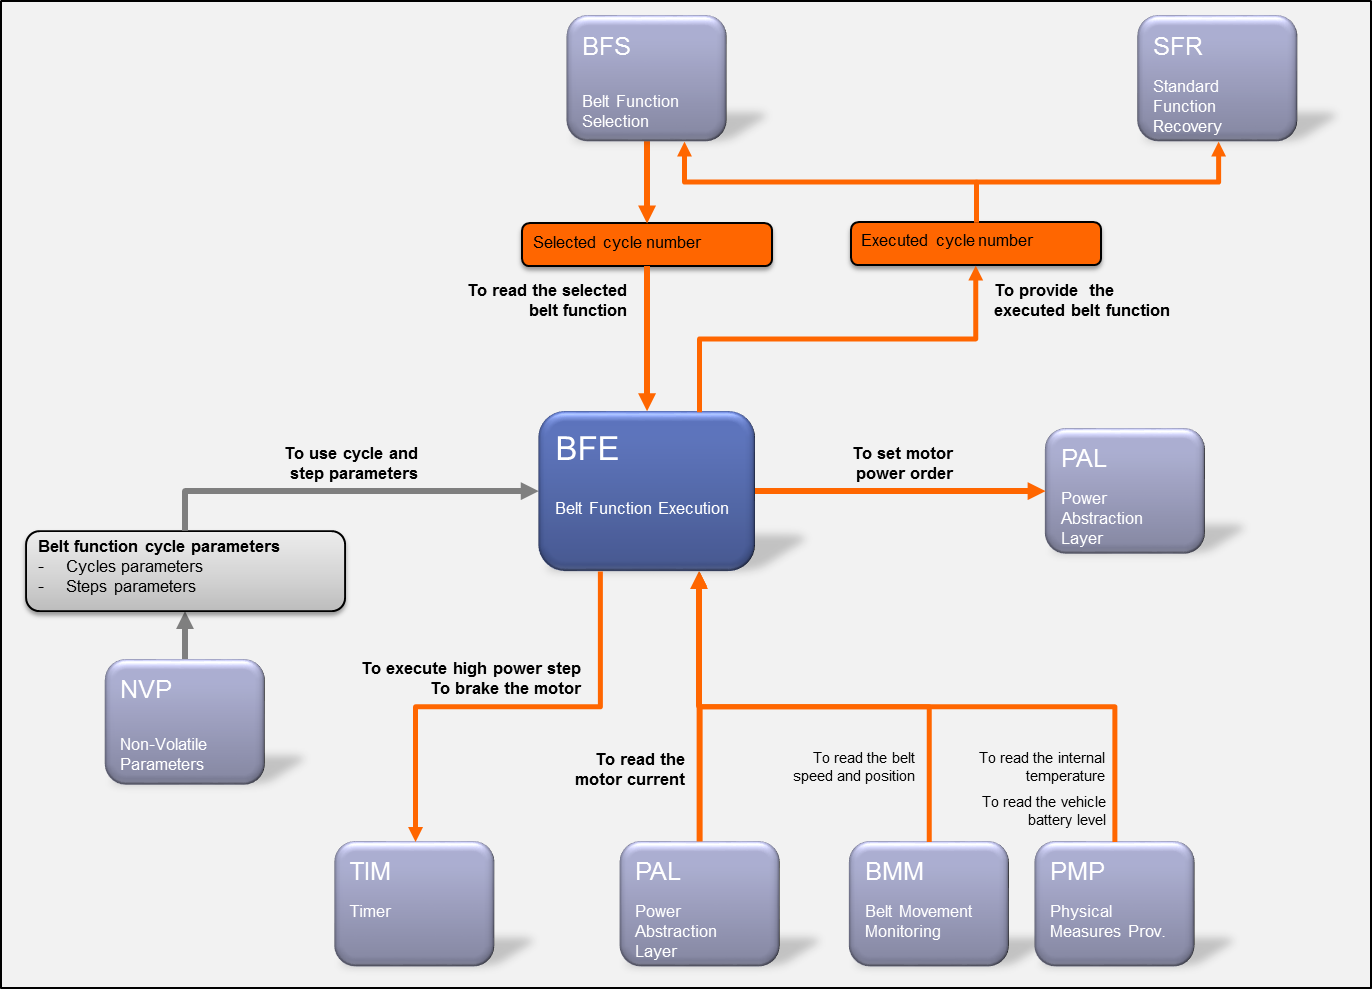 BFS
Belt Function
Selection
SFR
Standard
Function
Recovery
Selected cycle number
Executed cycle number
To read the selected
belt function
To provide the
executed belt function
BFE
Belt Function Execution
To use cycle and
step parameters
To set motor
power order
PAL
Power
Abstraction
Layer
Belt function cycle parameters
- Cycles parameters
- Steps parameters
NVP
Non-Volatile
Parameters
To execute high power step
To brake the motor
To read the
motor current
To read the belt
speed and position
To read the internal
temperature
To read the vehicle
battery level
TIM
Timer
PAL
Power
Abstraction
Layer
BMM
Belt Movement
Monitoring
PMP
Physical
Measures Prov.